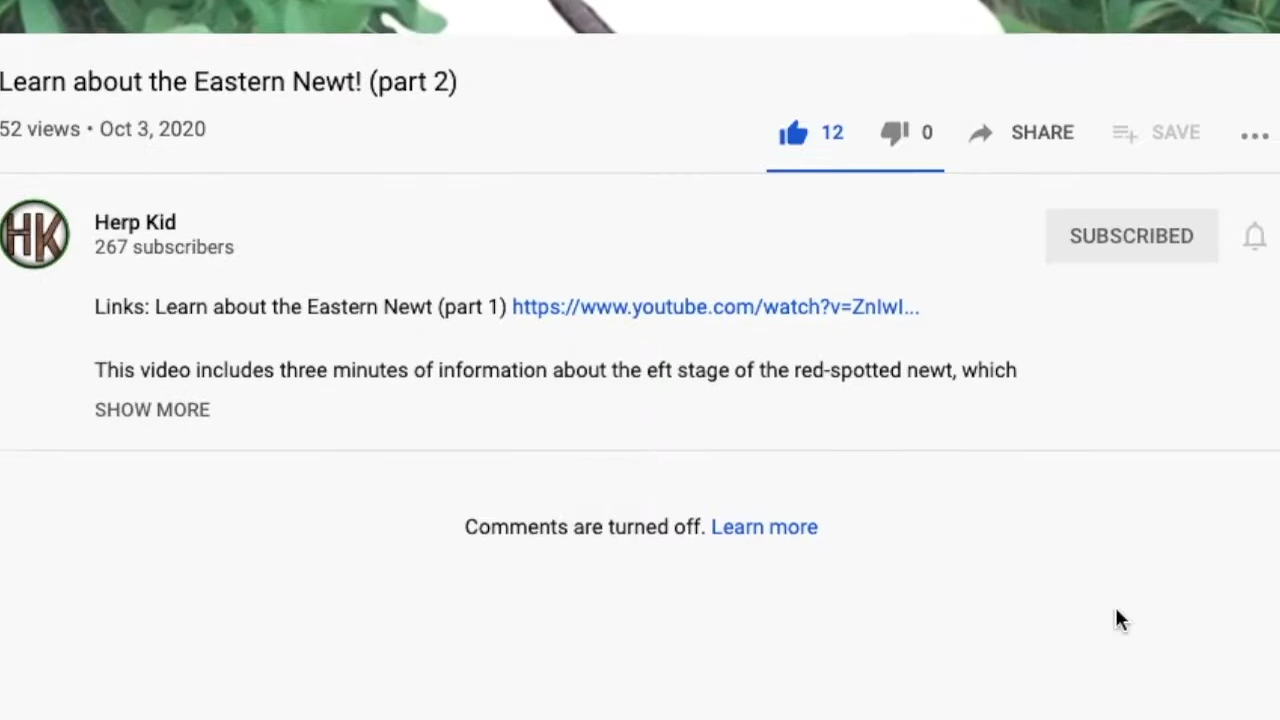 Learn about the Eastern Newt! (part 2)
52 views • Oct 3, 2020
12 0 SHARE SAVE
HK
Herp Kid
267 subscribers
SUBSCRIBED
Links: Learn about the Eastern Newt (part 1) https://www.youtube.com/watch?v=ZnIwI...
This video includes three minutes of information about the eft stage of the red-spotted newt, which
SHOW MORE
Comments are turned off. Learn more